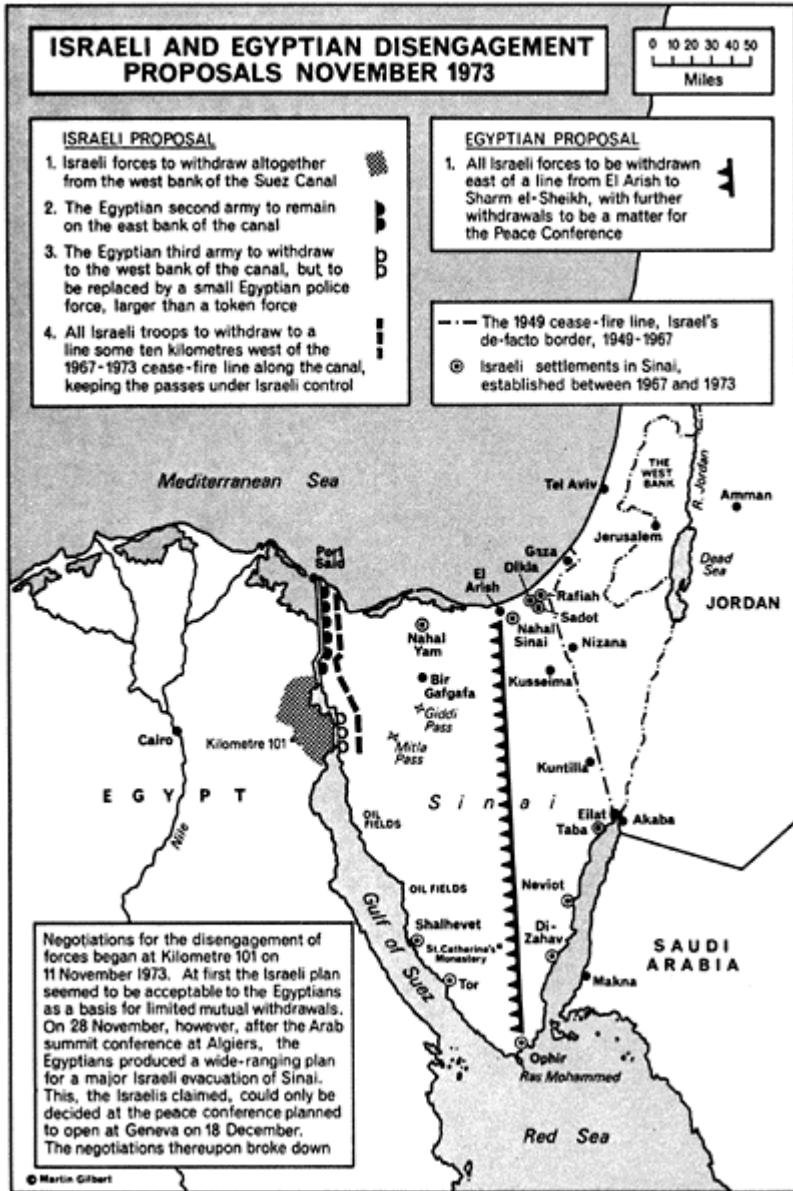 ISRAELI AND EGYPTIAN DISENGAGEMENT
PROPOSALS NOVEMBER 1973
0 10 20 30 40 50
Miles
ISRAELI PROPOSAL
1. Israeli forces to withdraw altogether
from the west bank of the Suez Canal
2. The Egyptian second army to remain
on the east bank of the canal
3. The Egyptian third army to withdraw
to the west bank of the canal, but to
be replaced by a small Egyptian police
force, larger than a token force
4. All Israeli troops to withdraw to a
line some ten kilometres west of the
1967-1973 cease-fire line along the canal,
keeping the passes under Israeli control
EGYPTIAN PROPOSAL
1. All Israeli forces to be withdrawn
east of a line from El Arish to
Sharm el-Sheikh, with further
withdrawals to be a matter for
the Peace Conference
The 1949 cease-fire line, Israel's
de-facto border, 1949-1967
Israeli settlements in Sinai,
established between 1967 and 1973
Mediterranean Sea
Tel Aviv
THE
WEST
BANK
R. Jordan
Amman
Jerusalem
Dead
Sea
JORDAN
Gaza
Dikla
Rafiah
Sadot
El
Arish
Nahal
Sinai
Nizana
Port
Said
Nahal
Yam
Bir
Gafgafa
Kusseima
Giddi
Pass
Mitla
Pass
Cairo
Kilometre 101
Kuntilla
EGYPT
Sinai
Nile
OIL
FIELDS
Eilat
Taba
Akaba
OIL FIELDS
Neviot
Gulf of Suez
Shalhevet
St. Catherine's
Monastery
Di-
Zahav
SAUDI
ARABIA
Tor
Makna
Ophir
Ras Mohammed
Red Sea
Negotiations for the disengagement of
forces began at Kilometre 101 on
11 November 1973. At first the Israeli plan
seemed to be acceptable to the Egyptians
as a basis for limited mutual withdrawals.
On 28 November, however, after the Arab
summit conference at Algiers, the
Egyptians produced a wide-ranging plan
for a major Israeli evacuation of Sinai.
This, the Israelis claimed, could only be
decided at the peace conference planned
to open at Geneva on 18 December.
The negotiations thereupon broke down
© Martin Gilbert